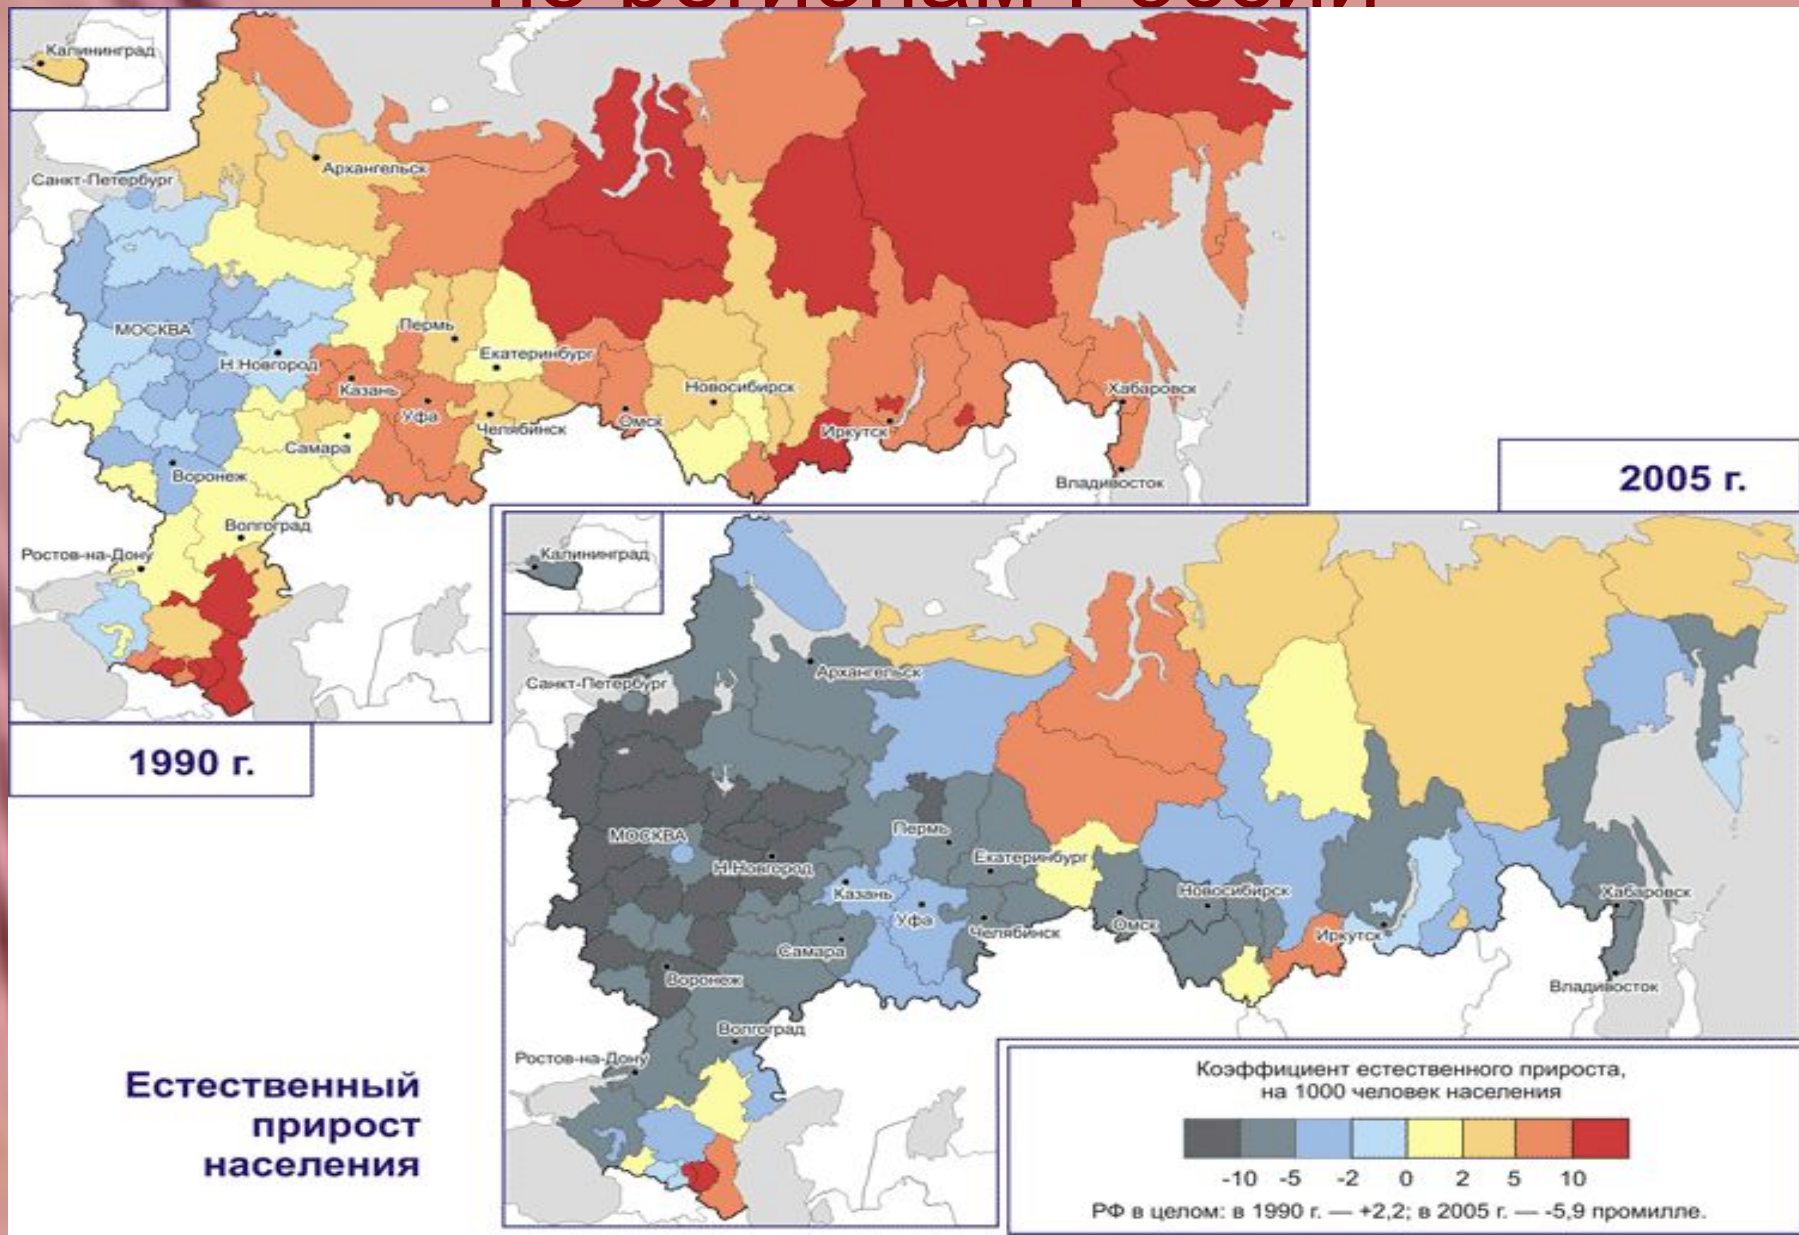 по регионам России
Калининград
Архангельск
Санкт-Петербург
МОСКВА
Пермь
Н.Новгород
Екатеринбург
Казань
Новосибирск
Хабаровск
Уфа
Омск
Челябинск
Иркутск
Самара
Воронеж
Владивосток
2005 г.
Волгоград
Ростов-на-Дону
1990 г.
Калининград
Архангельск
Санкт-Петербург
МОСКВА
Пермь
Н.Новгород
Екатеринбург
Казань
Новосибирск
Хабаровск
Уфа
Омск
Челябинск
Иркутск
Самара
Воронеж
Владивосток
Волгоград
Ростов-на-Дону
Естественный
прирост
населения
Коэффициент естественного прироста,
на 1000 человек населения
-10 -5 -2 0 2 5 10
РФ в целом: в 1990 г. — +2,2; в 2005 г. — -5,9 промилле.